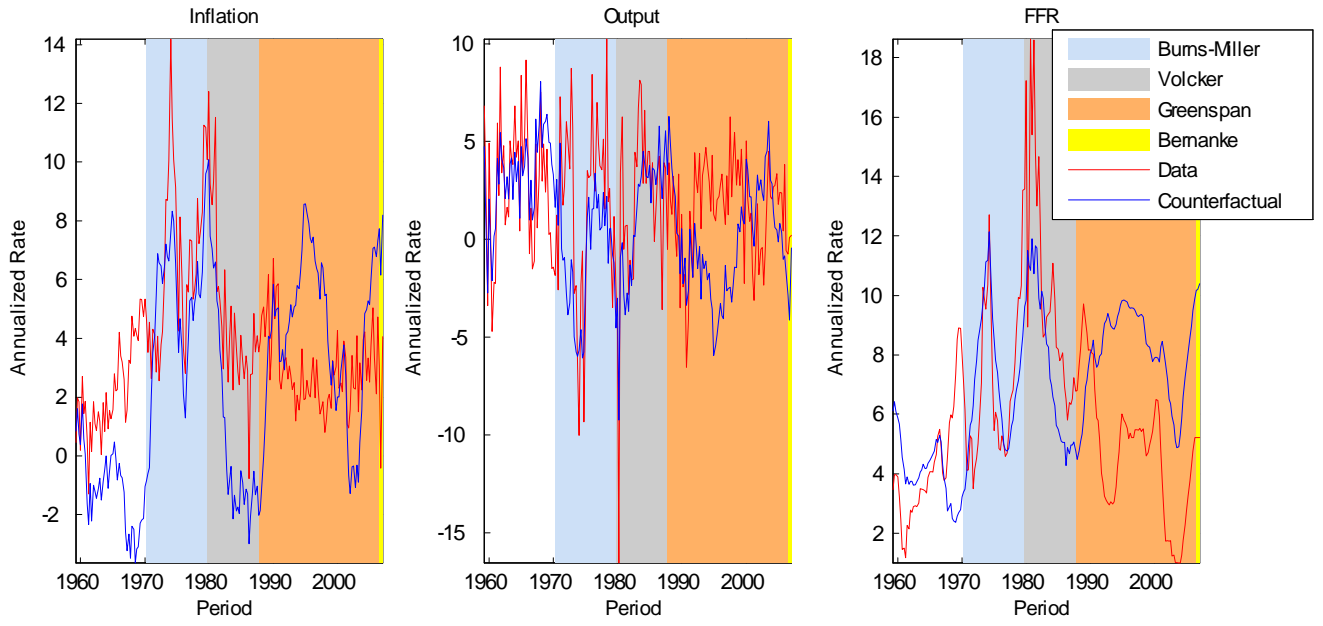 Inflation
Output
FFR
14
12
10
8
6
4
2
0
-2
1960 1970 1980 1990 2000
Period
Annualized Rate
10
5
0
-5
-10
-15
1960 1970 1980 1990 2000
Period
Annualized Rate
18
16
14
12
10
8
6
4
2
1960 1970 1980 1990 2000
Period
Annualized Rate
Burns-Miller
Volcker
Greenspan
Bernanke
Data
Counterfactual